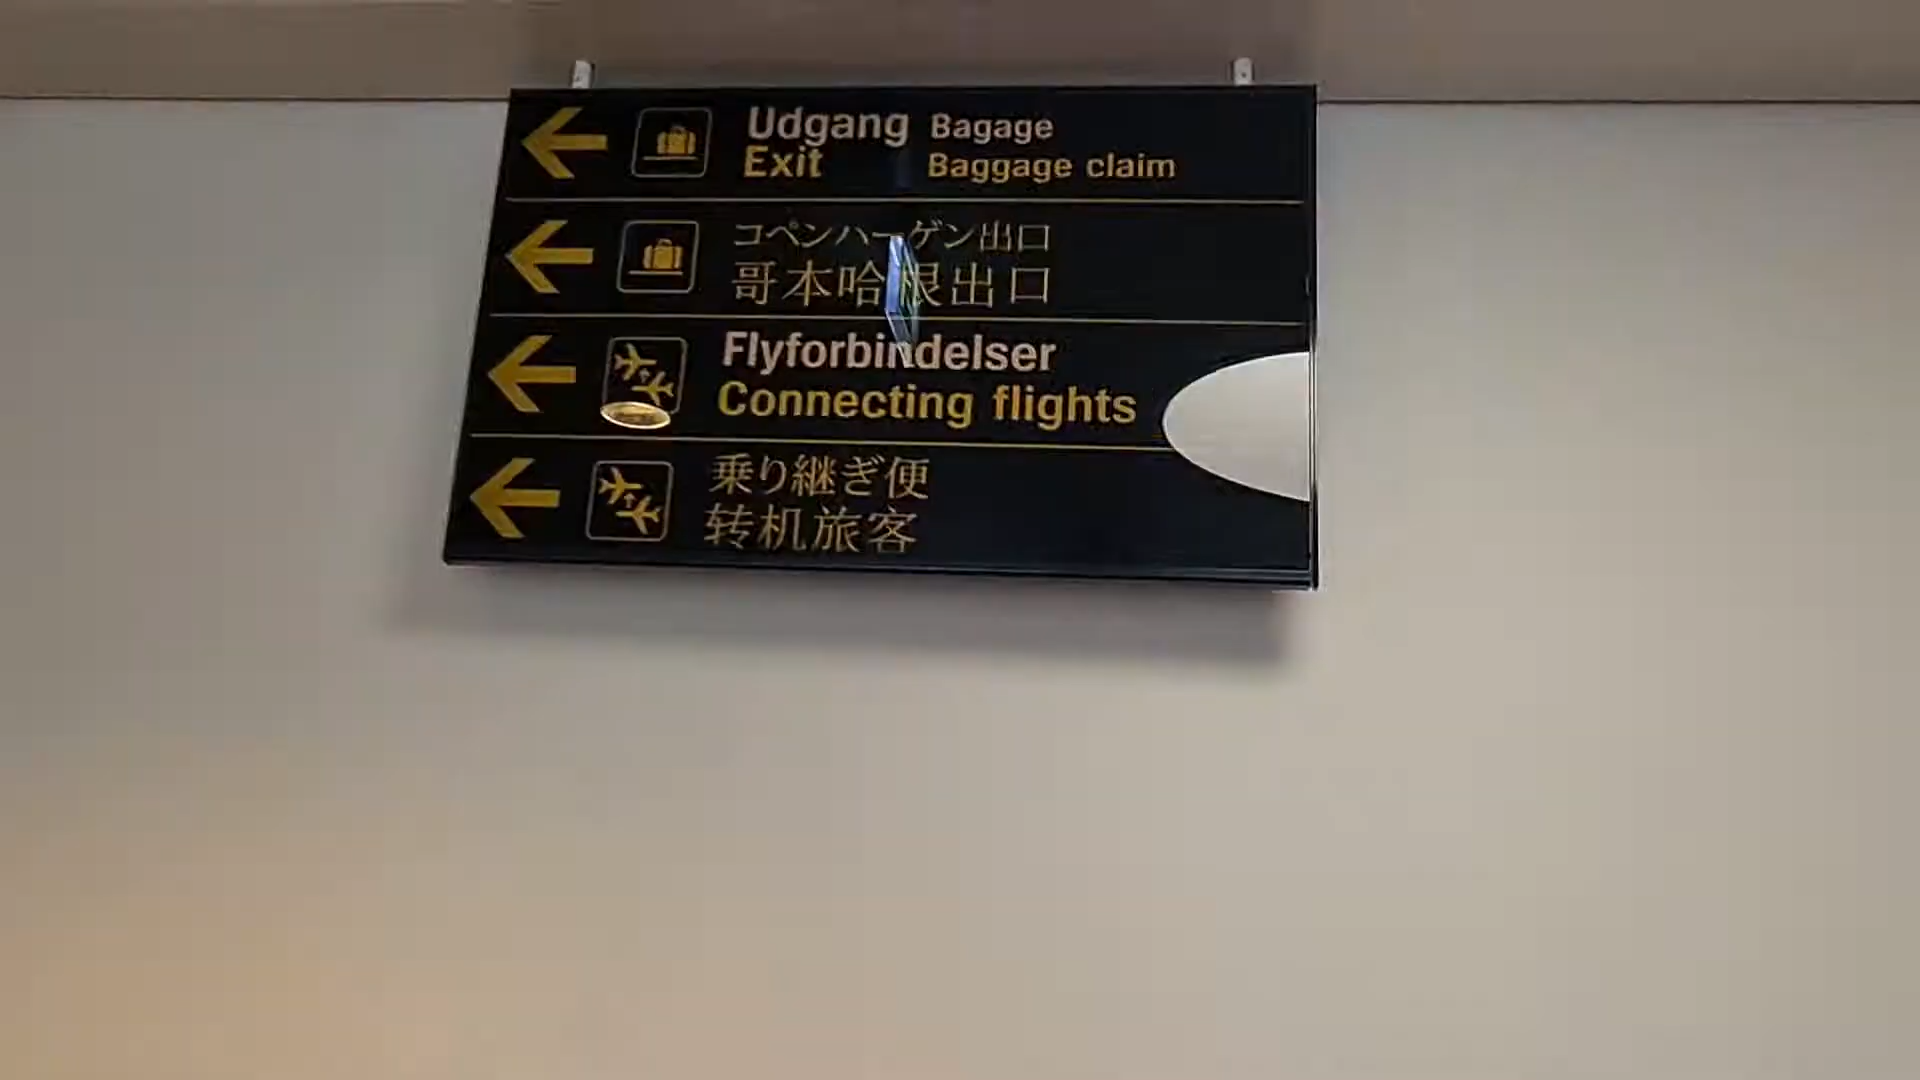 Udgang Bagage
Exit Baggage claim
コペンハーゲン出口
哥本哈根出口
Flyforbindelser
Connecting flights
乗り継ぎ便
转机旅客